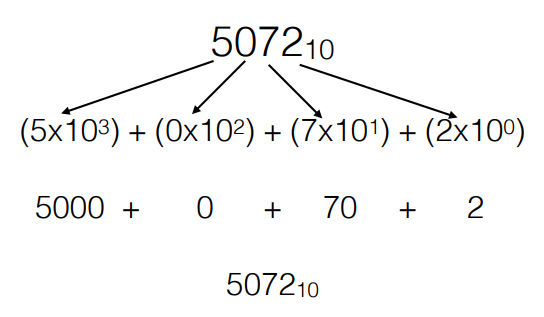 5072₁₀
(5x10³) + (0x10²) + (7x10¹) + (2x10⁰)
5000 + 0 + 70 + 2
5072₁₀